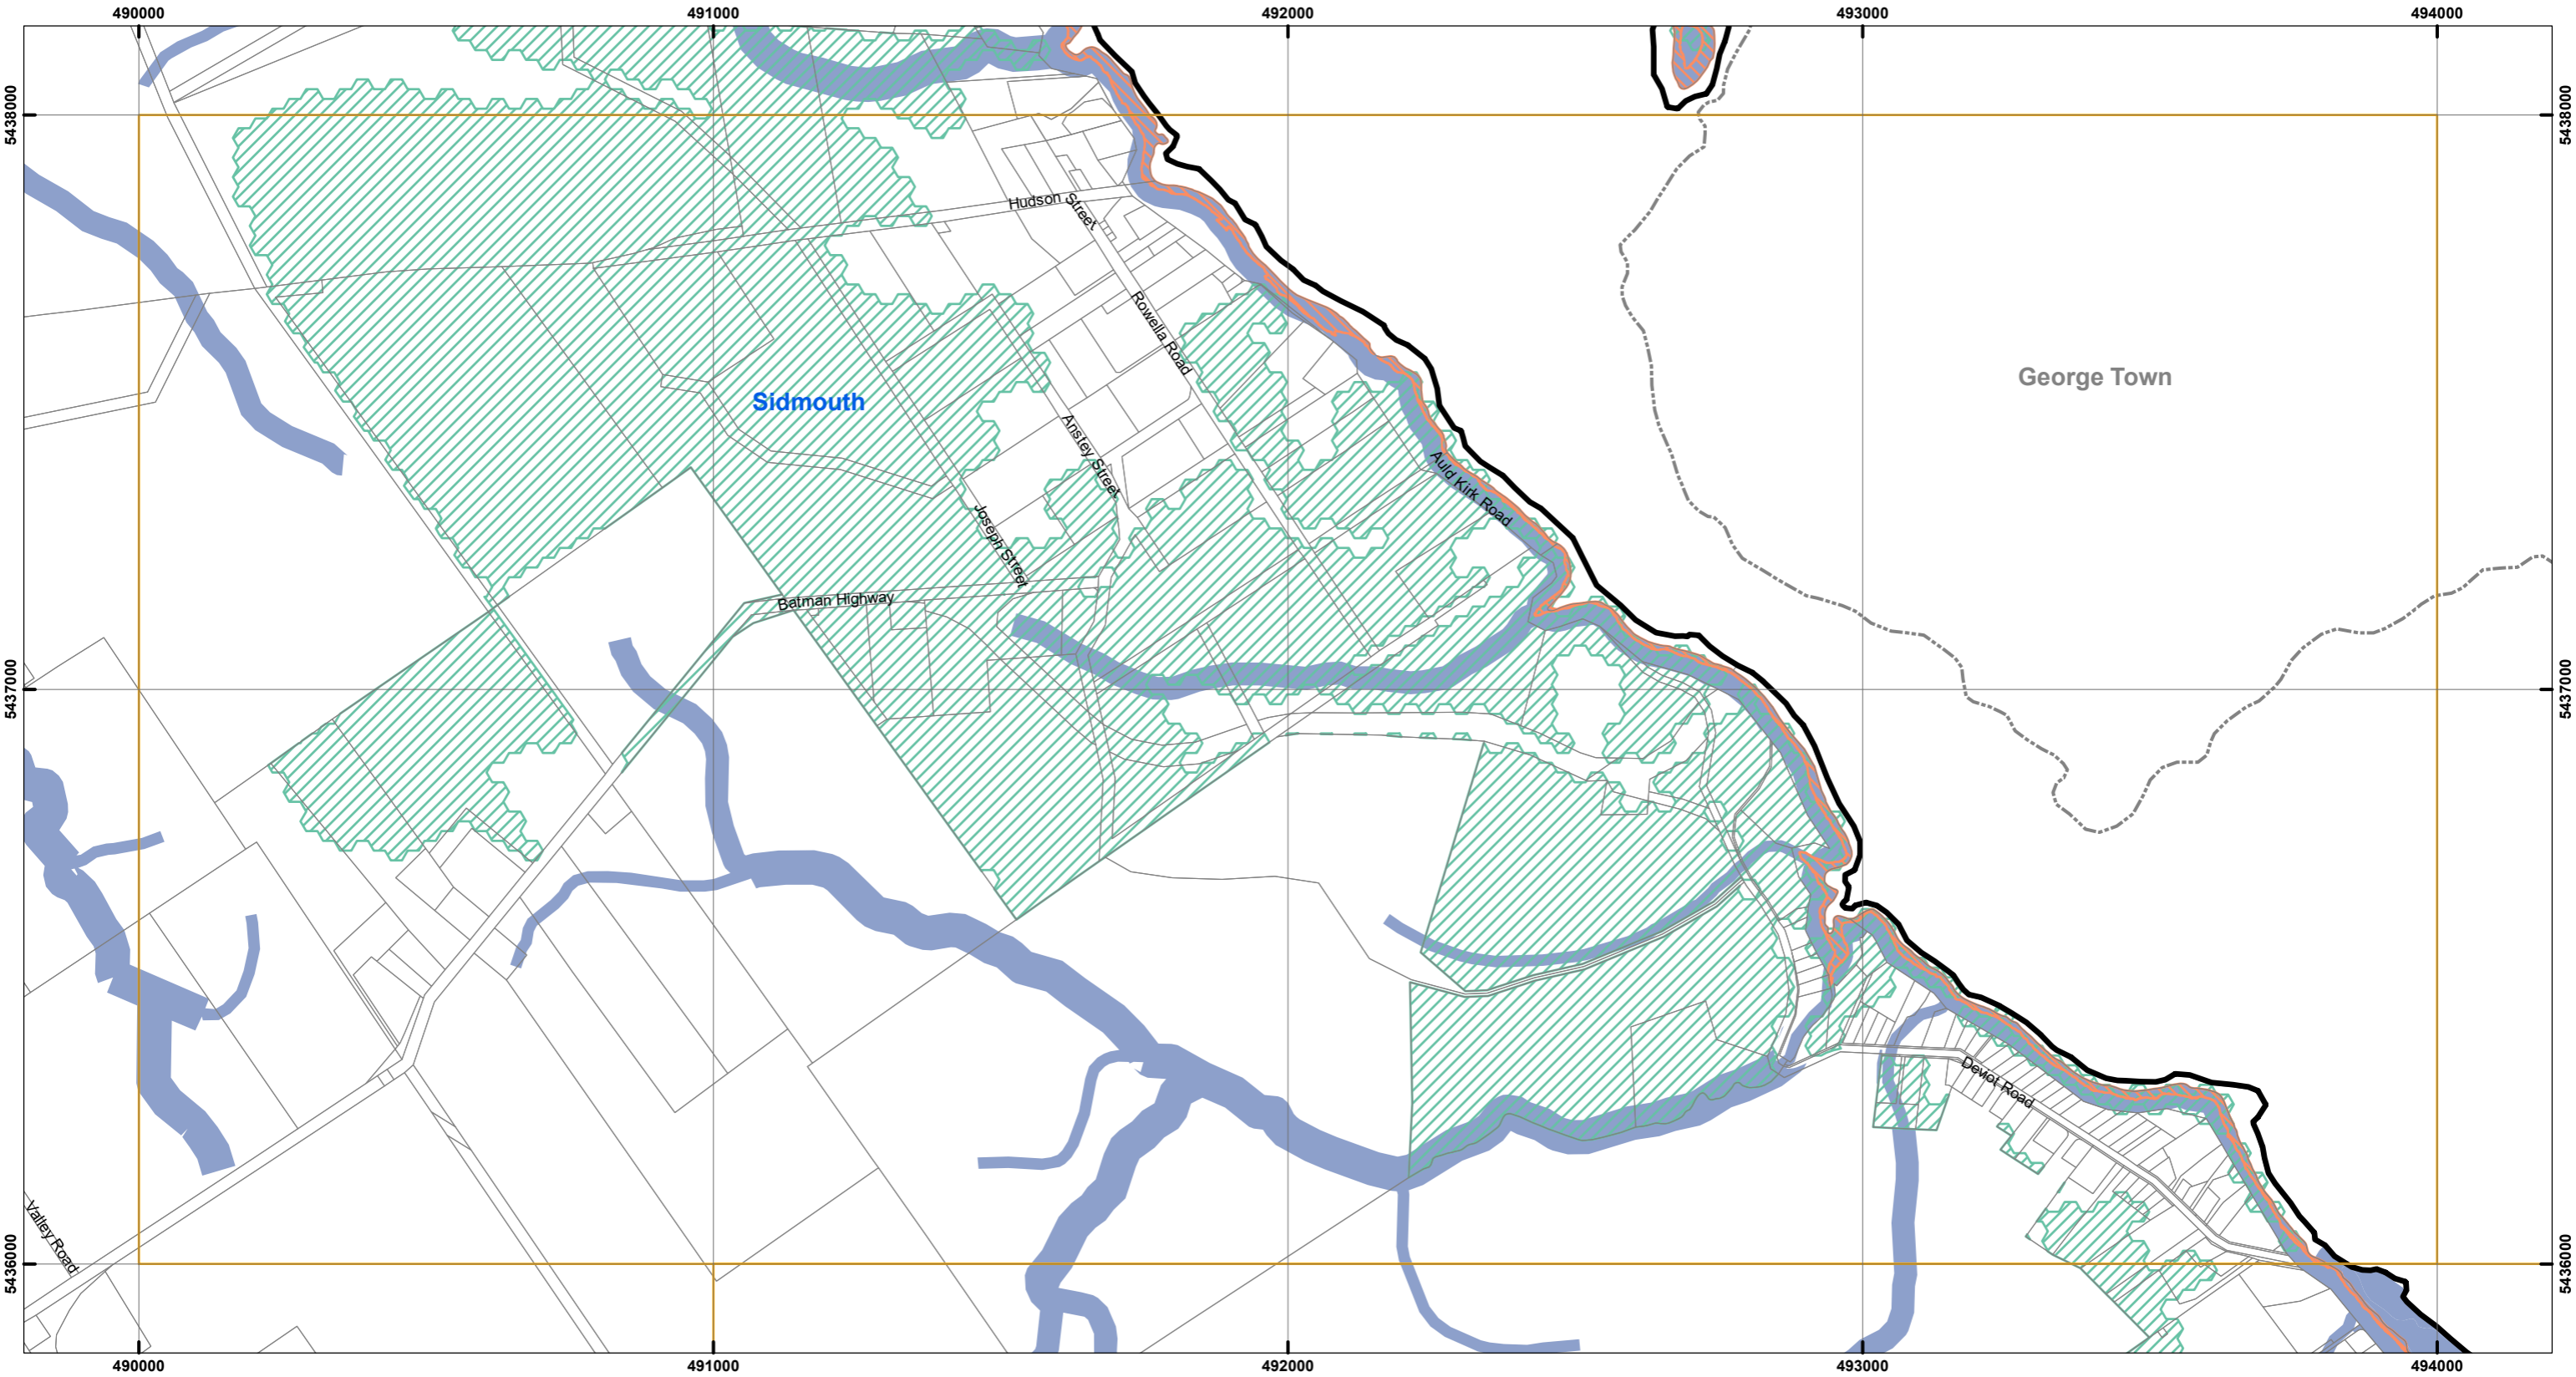 490000 491000 492000 493000 494000
5438000 5438000
Hudson Street
Rowella Road
George Town
Sidmouth
Anstey Street
Auld Kirk Road
Joseph Street
Batman Highway
5437000 5437000
Deviot Road
Valley Road
5436000 5436000
490000 491000 492000 493000 494000